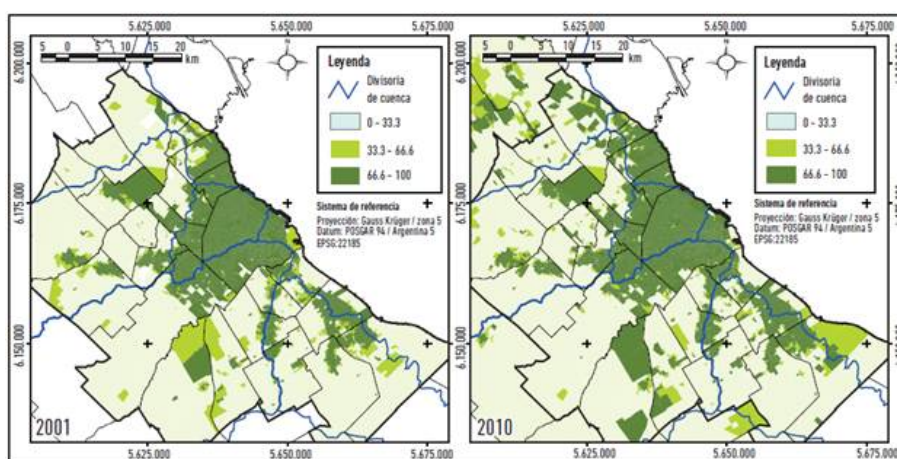 5.625.000 5.650.000 5.675.000
5 0 5 10 15 20
km
N
Leyenda
Divisoria
de cuenca
0 - 33.3
33.3 - 66.6
66.6 - 100
Sistema de referencia
Proyección: Gauss Krüger / zona 5
Datum: POSGAR 94 / Argentina 5
EPSG:22185
6.200.000
6.175.000
6.150.000
2001
5.625.000 5.650.000 5.675.000
5.625.000 5.650.000 5.675.000
5 0 5 10 15 20
km
N
Leyenda
Divisoria
de cuenca
0 - 33.3
33.3 - 66.6
66.6 - 100
Sistema de referencia
Proyección: Gauss Krüger / zona 5
Datum: POSGAR 94 / Argentina 5
EPSG:22185
6.200.000
6.175.000
6.150.000
2010
5.625.000 5.650.000 5.675.000